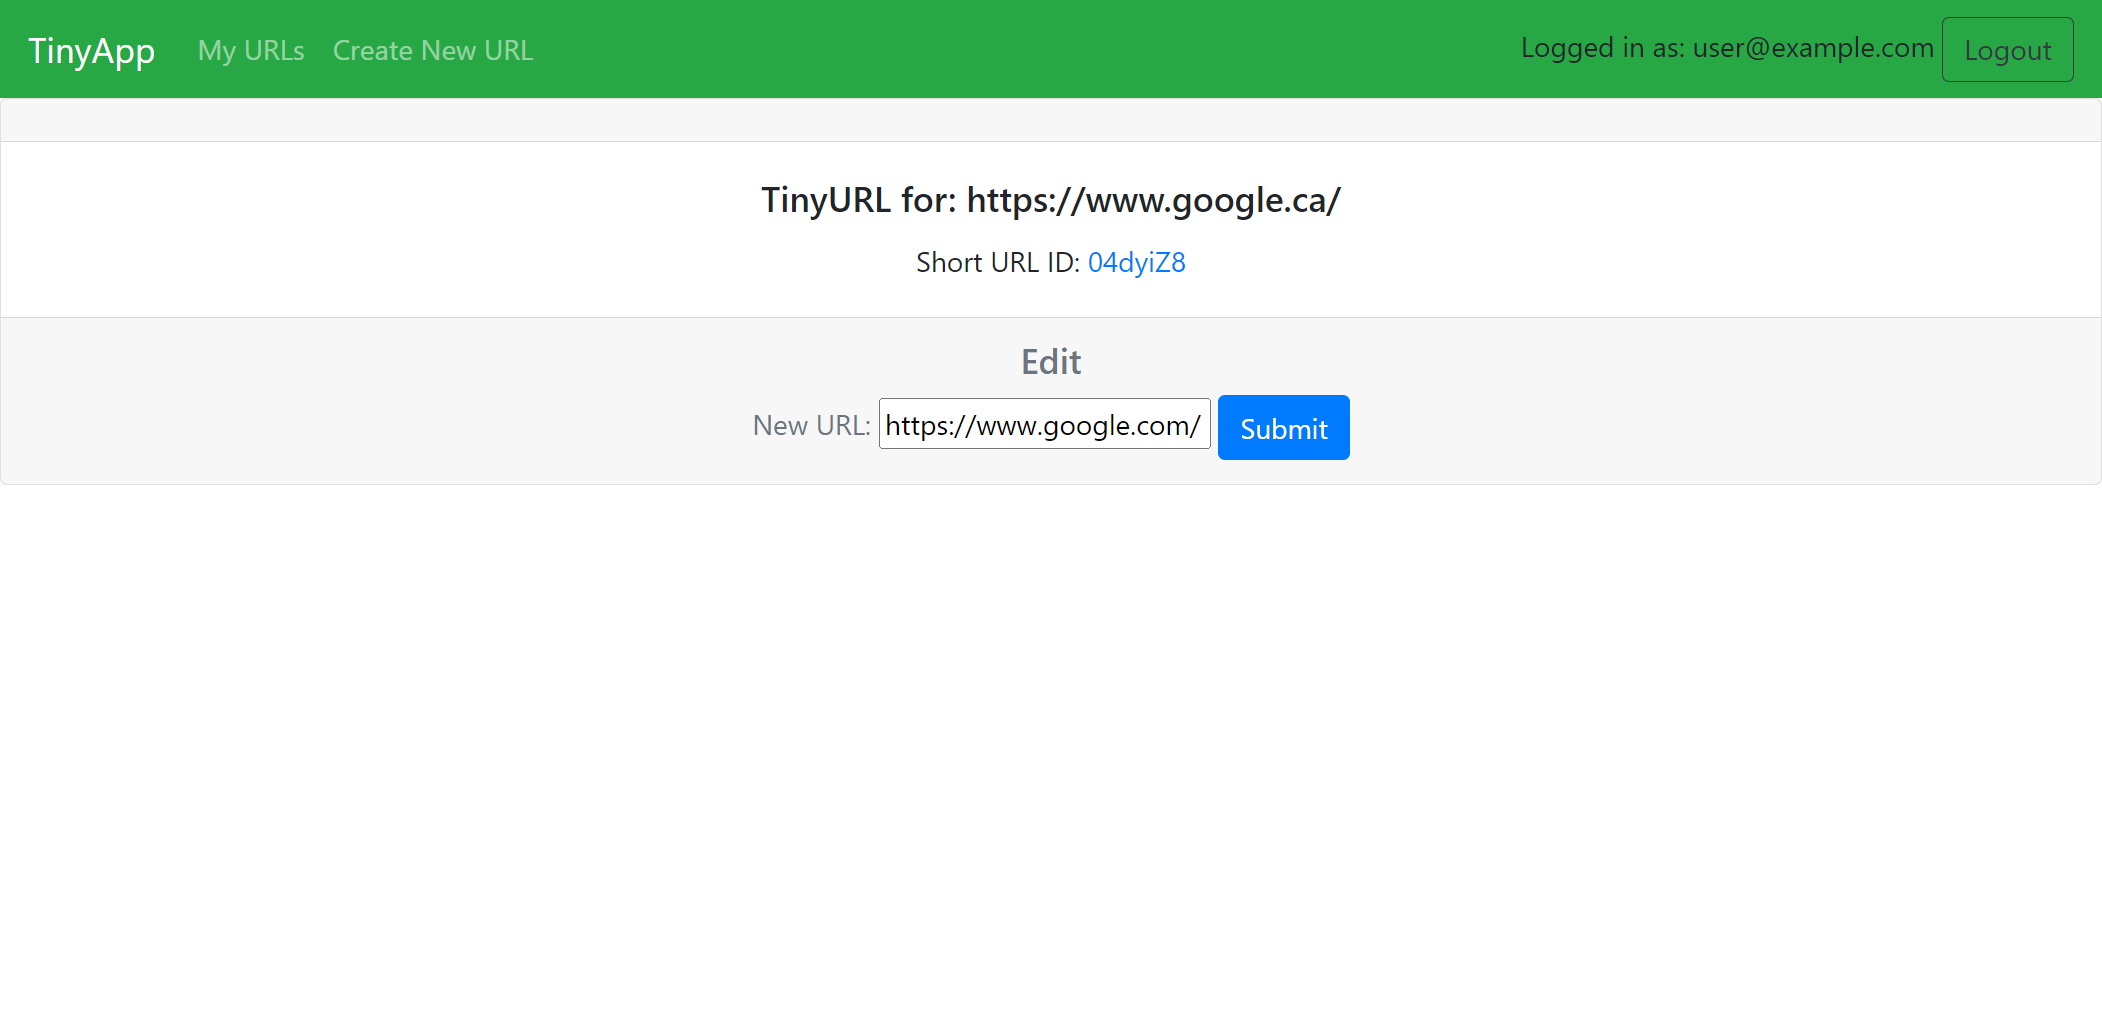 TinyApp My URLs Create New URL Logged in as: user@example.com Logout
TinyURL for: https://www.google.ca/
Short URL ID: 04dyiZ8
Edit
New URL: https://www.google.com/ Submit